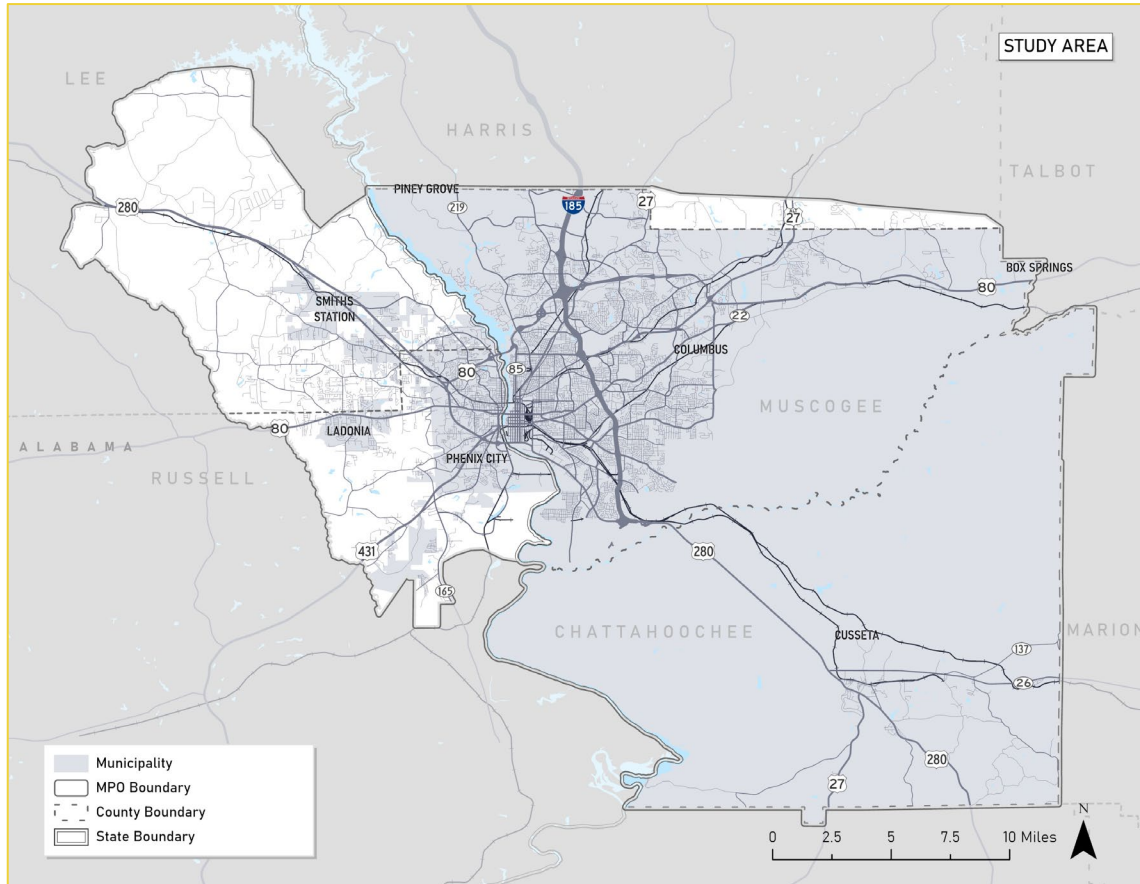 STUDY AREA
LEE
HARRIS
TALBOT
PINEY GROVE
219
185
27
27
280
BOX SPRINGS
80
SMITHS
STATION
22
COLUMBUS
80
85
MUSCOGEE
80
LADONIA
ALABAMA
PHENIX CITY
RUSSELL
431
280
165
CHATTAHOOCHEE
CUSSETA
MARION
137
26
280
27
Municipality
MPO Boundary
County Boundary
State Boundary
N
0 2.5 5 7.5 10 Miles